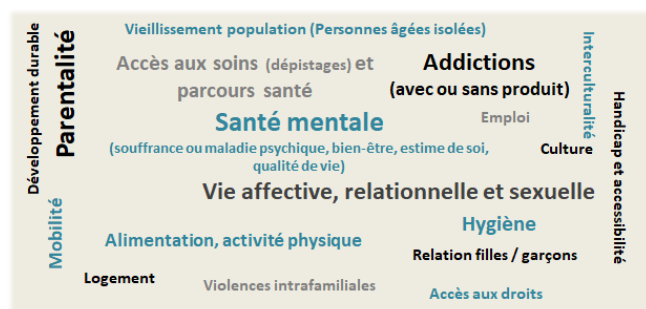 Vieillissement population (Personnes âgées isolées)
Développement durable
Parentalité
Accès aux soins (dépistages) et
parcours santé
Addictions
(avec ou sans produit)
Interculturalité
Handicap et accessibilité
Santé mentale
(souffrance ou maladie psychique, bien-être, estime de soi,
qualité de vie)
Emploi
Culture
Vie affective, relationnelle et sexuelle
Mobilité
Alimentation, activité physique
Hygiène
Relation filles / garçons
Logement
Violences intrafamiliales
Accès aux droits